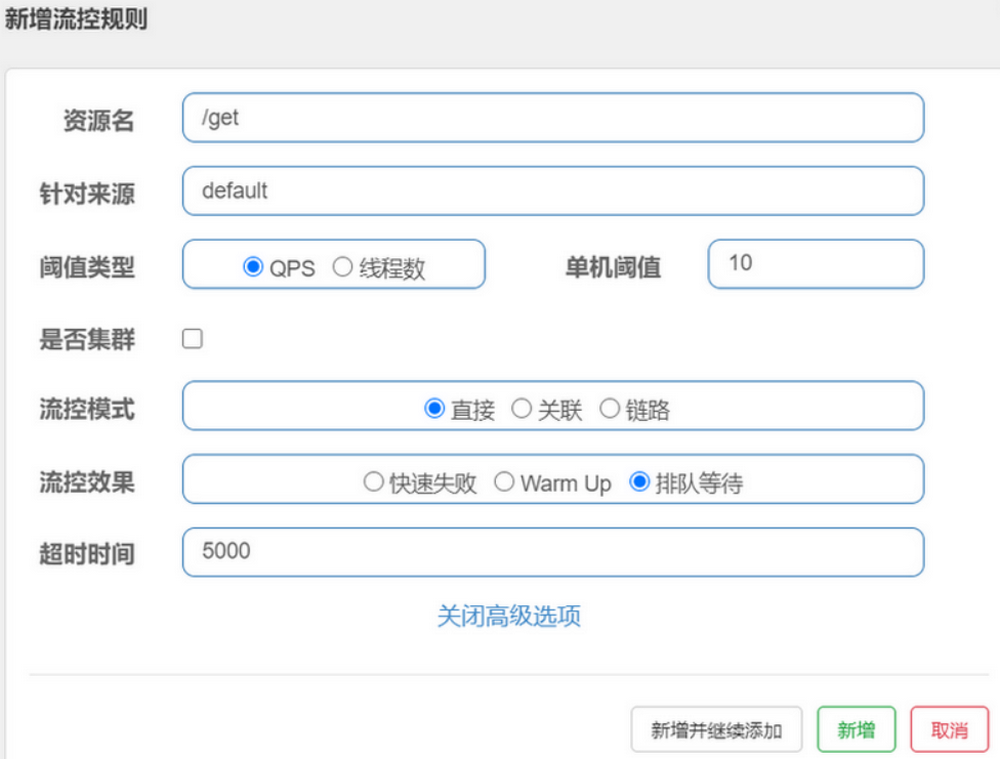 新增流控规则
资源名 /get
针对来源 default
阈值类型 QPS 线程数 单机阈值 10
是否集群
流控模式 直接 关联 链路
流控效果 快速失败 Warm Up 排队等待
超时时间 5000
关闭高级选项
新增并继续添加 新增 取消